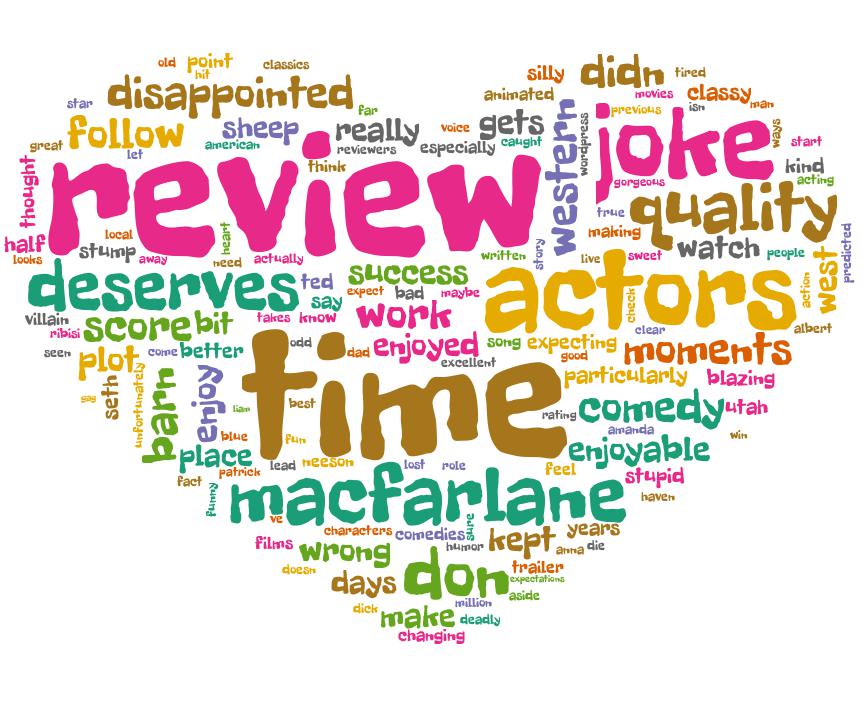 old point classics
hit
silly didn tired
star disappointed far animated movies classy man
previous isn
great follow sheep really voice gets caught western wordpress joke ways start
let american reviewers especially
thought review think gorgeous kind
acting
true quality
half local heart making watch people predicted
looks stump away need actually written story live sweet
deserves ted success actors check action west
say expect bad maybe
villain score bit takes know work clear albert
ribisi
seen plot come better odd dad enjoyed song expecting moments
excellent good
seth unfortunately barn enjoy time particularly blazing
gag liam best rating comedy utah
blue fun amanda win
place lead neeson lost role feel enjoyable
fact patrick stupid
funny macfarlane haven
ve sure
characters comedies kept years
films wrong humor anna die
doesn days don trailer
expectations
aside
dick make million deadly
changing